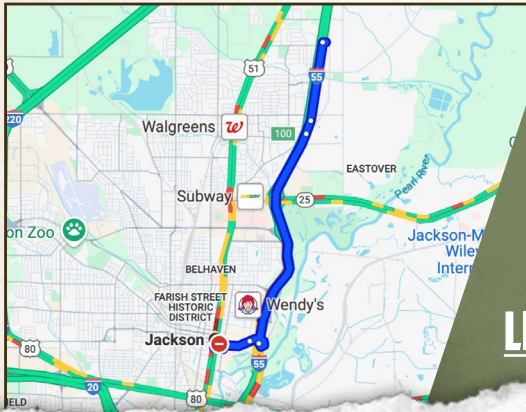 51
55
220
Walgreens
100
EASTOVER
Pearl River
Subway
25
on Zoo
Jackson-M
Wiley
Intern
BELHAVEN
FARISH STREET
HISTORIC
DISTRICT
Wendy's
Jackson
80
55
20
80
IELD